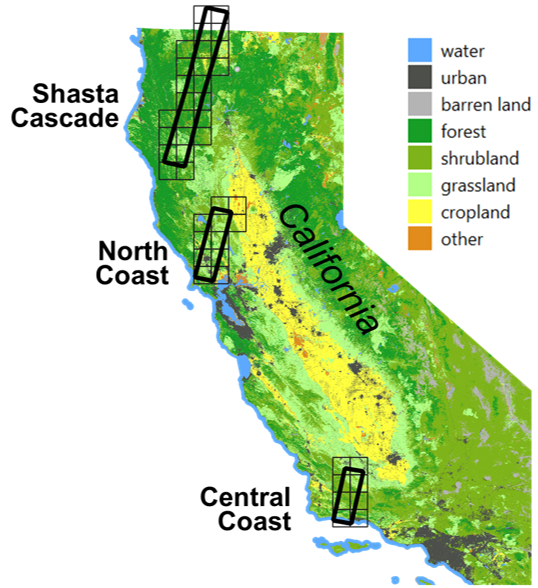 Shasta
Cascade
North
Coast
California
Central
Coast
water
urban
barren land
forest
shrubland
grassland
cropland
other